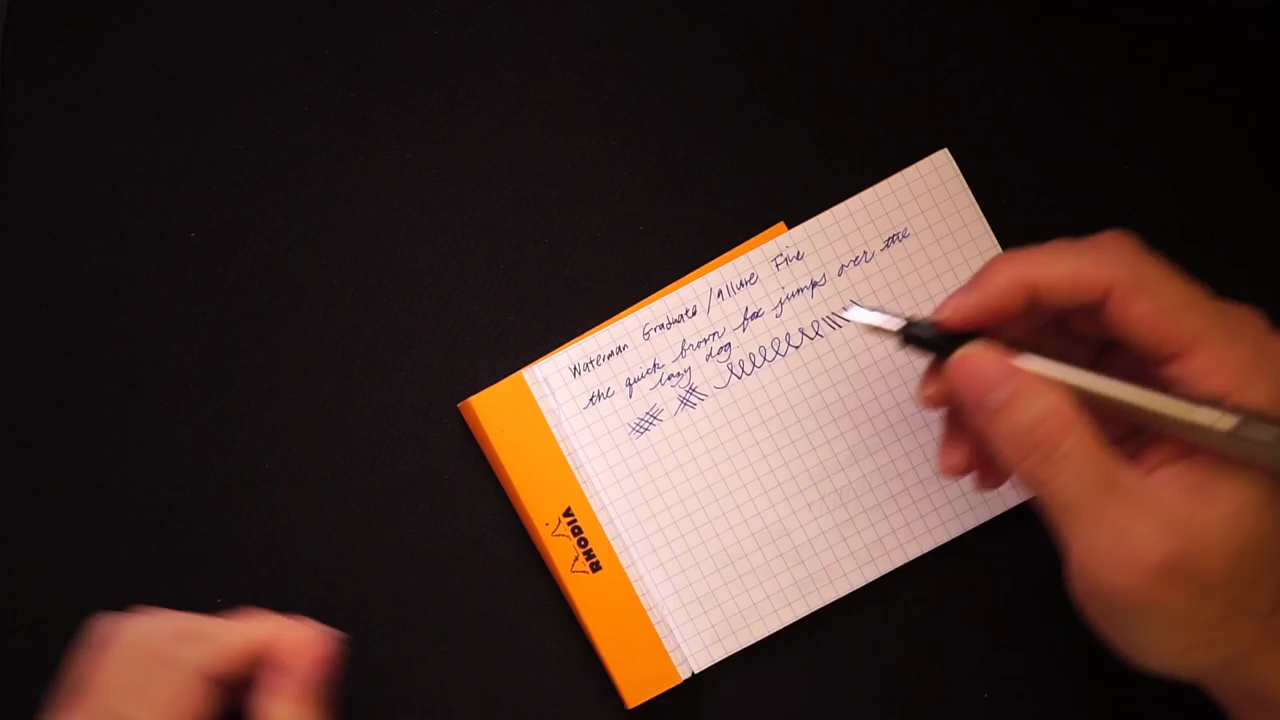 Waterman Graduate/Allure Fine
the quick brown fox jumps over the
lazy dog
RHODIA